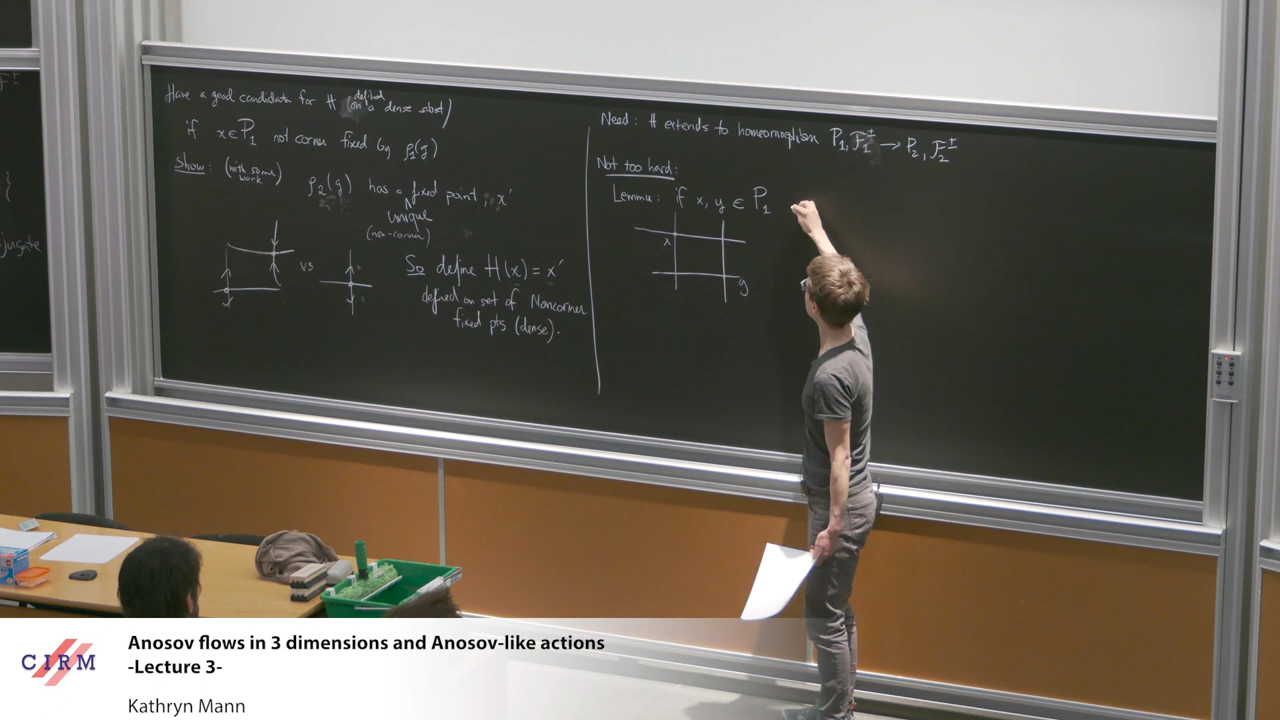 Have a good candidate for H (defined on a dense subset)
if x ∈ P₁ not corner fixed by ρ₁(g)
Show: (with some work) ρ₂(g) has a fixed point, x'
unique
(non-corner)
vs
So define H(x) = x'
defined on set of Noncorner
fixed pts (dense).
Need: H extends to homeomorphism P₁, F₁± → P₂, F₂±
Not too hard:
Lemma: if x, y ∈ P₁
x
y
F±
}
onjugate
CIRM
Anosov flows in 3 dimensions and Anosov-like actions
-Lecture 3-
Kathryn Mann